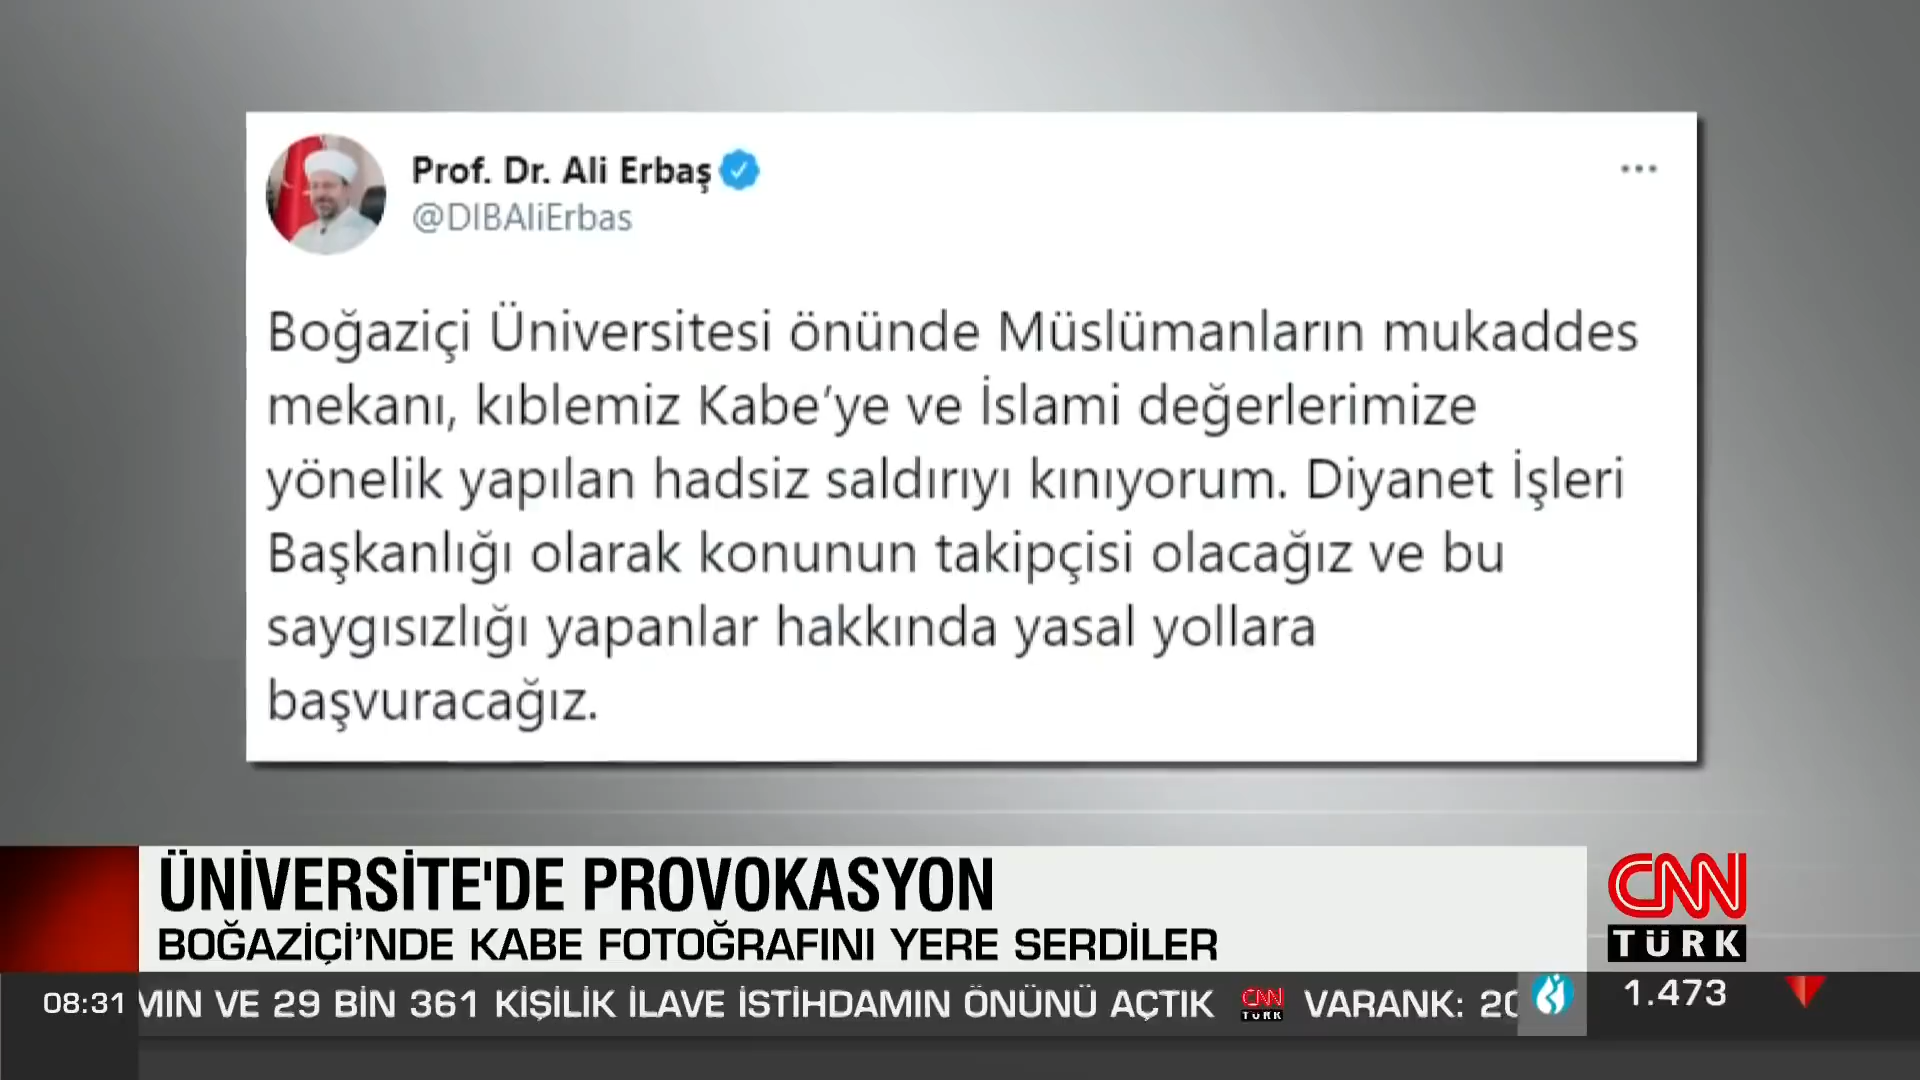 Prof. Dr. Ali Erbaş
@DIBAliErbas
Boğaziçi Üniversitesi önünde Müslümanların mukaddes
mekanı, kıblemiz Kabe’ye ve İslami değerlerimize
yönelik yapılan hadsiz saldırıyı kınıyorum. Diyanet İşleri
Başkanlığı olarak konunun takipçisi olacağız ve bu
saygısızlığı yapanlar hakkında yasal yollara
başvuracağız.
ÜNİVERSİTE'DE PROVOKASYON
BOĞAZİÇİ’NDE KABE FOTOĞRAFINI YERE SERDİLER
CNN
TÜRK
08:31 MIN VE 29 BİN 361 KİŞİLİK İLAVE İSTİHDAMIN ÖNÜNÜ AÇTIK CNN TÜRK VARANK: 20
1.473